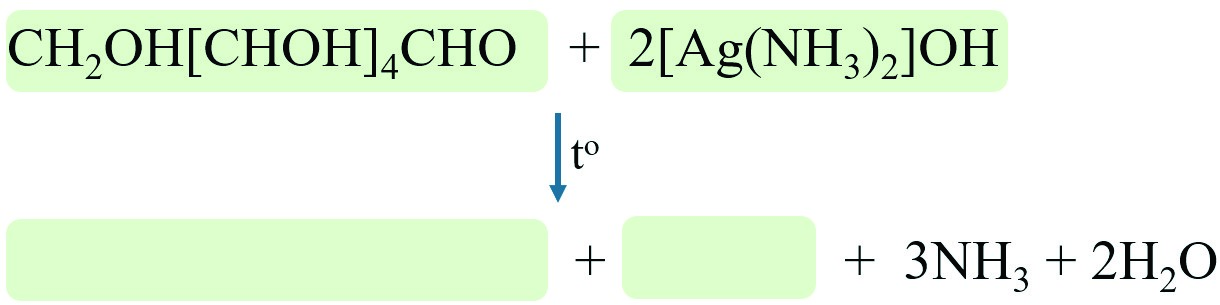 CH₂OH[CHOH]₄CHO + 2[Ag(NH₃)₂]OH
tº
+ + 3NH₃ + 2H₂O